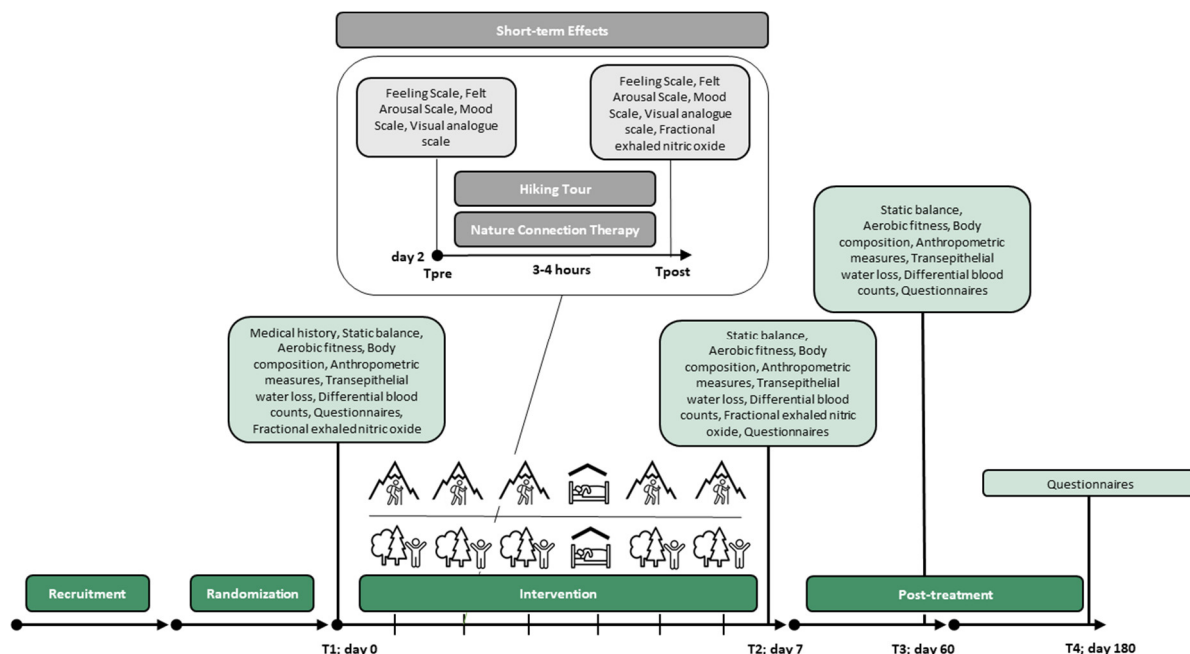 Short-term Effects
Feeling Scale, Felt
Arousal Scale, Mood
Scale, Visual analogue
scale
Feeling Scale, Felt
Arousal Scale, Mood
Scale, Visual analogue
scale, Fractional
exhaled nitric oxide
Hiking Tour
Nature Connection Therapy
day 2
Tpre
3-4 hours
Tpost
Medical history, Static balance,
Aerobic fitness, Body
composition, Anthropometric
measures, Transepithelial
water loss, Differential blood
counts, Questionnaires,
Fractional exhaled nitric oxide
Static balance,
Aerobic fitness, Body
composition, Anthropometric
measures, Transepithelial
water loss, Differential blood
counts, Fractional exhaled nitric
oxide, Questionnaires
Static balance,
Aerobic fitness, Body
composition, Anthropometric
measures, Transepithelial
water loss, Differential blood
counts, Questionnaires
Questionnaires
Recruitment
Randomization
Intervention
Post-treatment
T1; day 0
T2; day 7
T3; day 60
T4; day 180